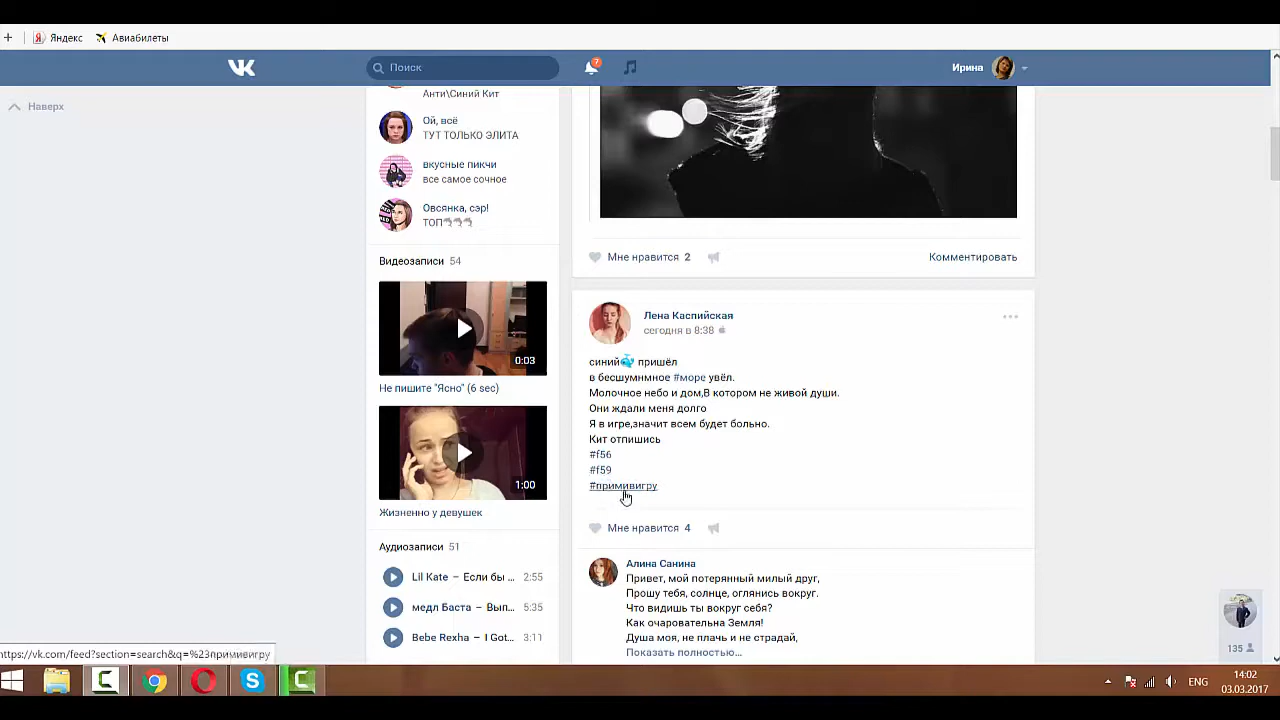 +
Яндекс
Авиабилеты
Поиск
7
Ирина
Наверх
Анти\Синий Кит
Ой, всё
ТУТ ТОЛЬКО ЭЛИТА
вкусные пикчи
все самое сочное
Овсянка, сэр!
ТОП
Видеозаписи 54
0:03
Не пишите "Ясно" (6 sec)
1:00
Жизненно у девушек
Аудиозаписи 51
Lil Kate – Если бы ... 2:55
медл Баста – Вып... 5:35
Bebe Rexha – I Got... 3:11
Мне нравится 2
Комментировать
Лена Каспийская
сегодня в 8:38
синий🐳 пришёл
в бесшумнмное #море увёл.
Молочное небо и дом,В котором не живой души.
Они ждали меня долго
Я в игре,значит всем будет больно.
Кит отпишись
#f56
#f59
#примивигру
Мне нравится 4
Алина Санина
Привет, мой потерянный милый друг,
Прошу тебя, солнце, оглянись вокруг.
Что видишь ты вокруг себя?
Как очаровательна Земля!
Душа моя, не плачь и не страдай,
Показать полностью...
135
https://vk.com/feed?section=search&q=%23примивигру
ENG
14:02
03.03.2017